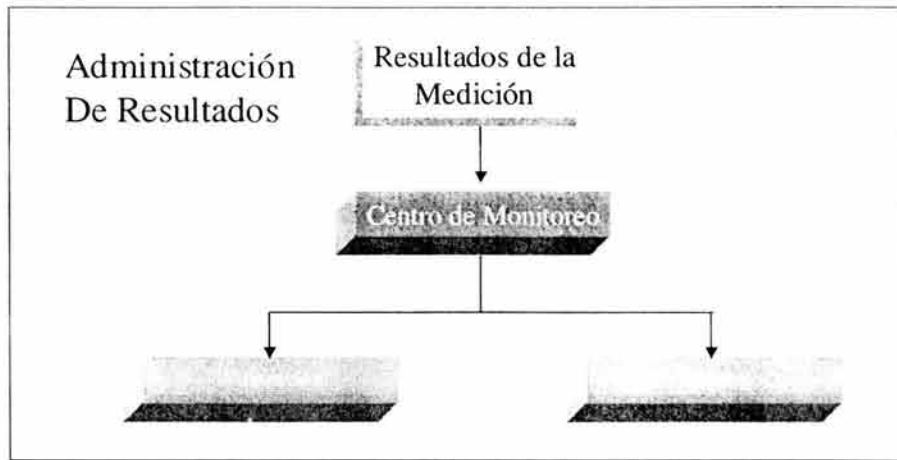 Administración
De Resultados
Resultados de la
Medición
Centro de Monitoreo